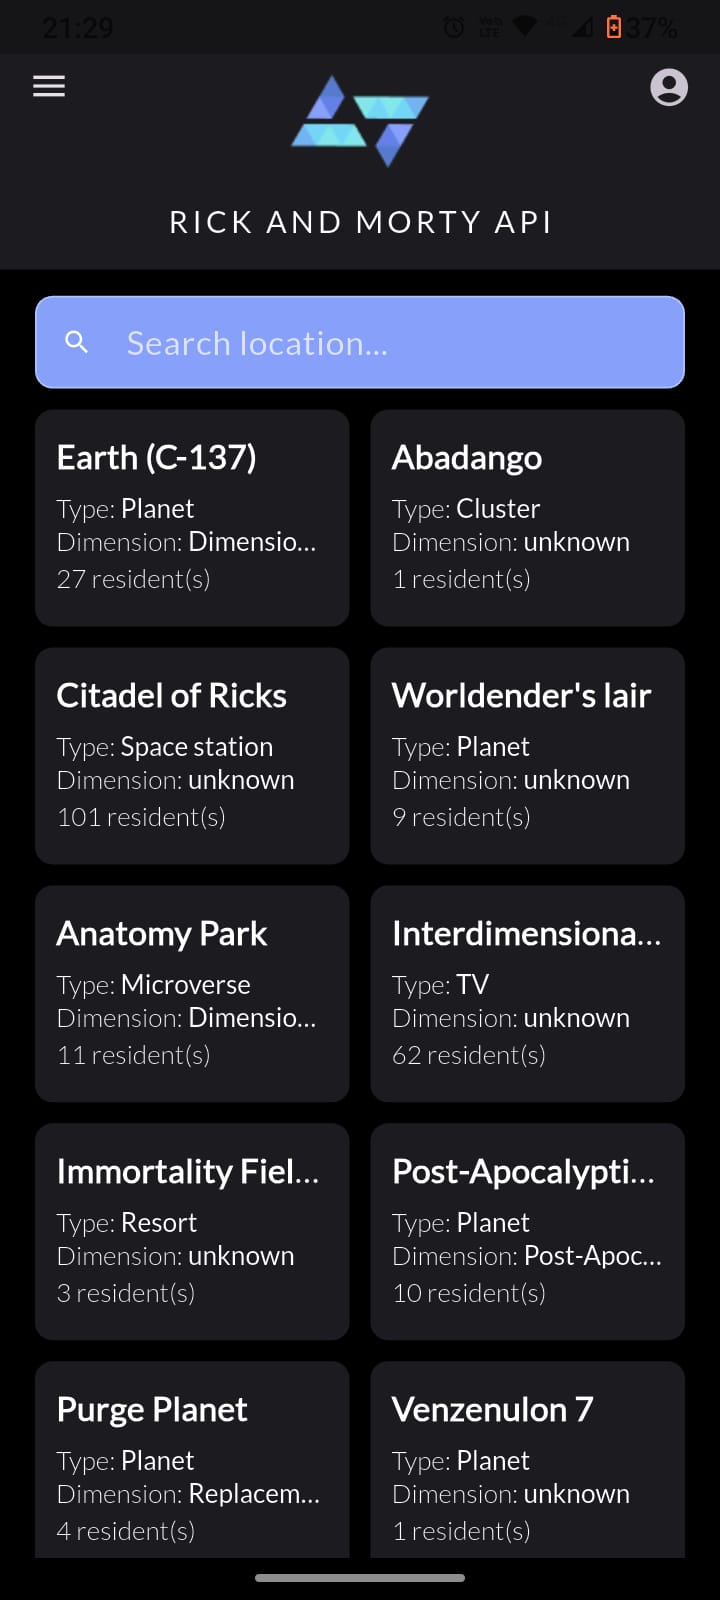 21:29
VoD LTE 4G 37%
RICK AND MORTY API
Search location...
Earth (C-137)
Type: Planet
Dimension: Dimensio...
27 resident(s)
Abadango
Type: Cluster
Dimension: unknown
1 resident(s)
Citadel of Ricks
Type: Space station
Dimension: unknown
101 resident(s)
Worldender's lair
Type: Planet
Dimension: unknown
9 resident(s)
Anatomy Park
Type: Microverse
Dimension: Dimensio...
11 resident(s)
Interdimensiona...
Type: TV
Dimension: unknown
62 resident(s)
Immortality Fiel...
Type: Resort
Dimension: unknown
3 resident(s)
Post-Apocalypti...
Type: Planet
Dimension: Post-Apoc...
10 resident(s)
Purge Planet
Type: Planet
Dimension: Replacem...
4 resident(s)
Venzenulon 7
Type: Planet
Dimension: unknown
1 resident(s)